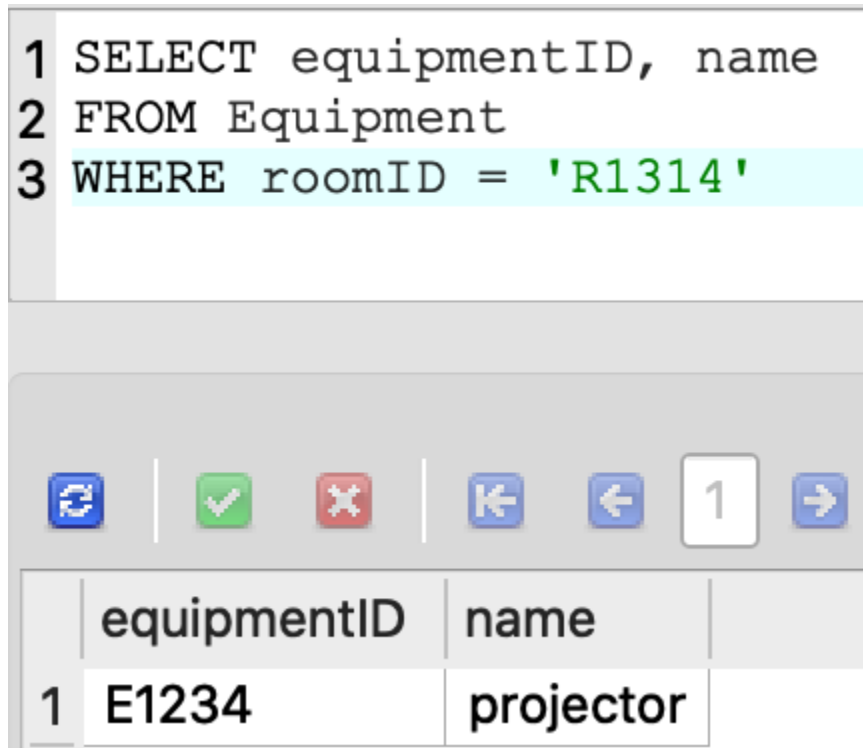 1 SELECT equipmentID, name
2 FROM Equipment
3 WHERE roomID = 'R1314'
1
equipmentID name
1 E1234 projector